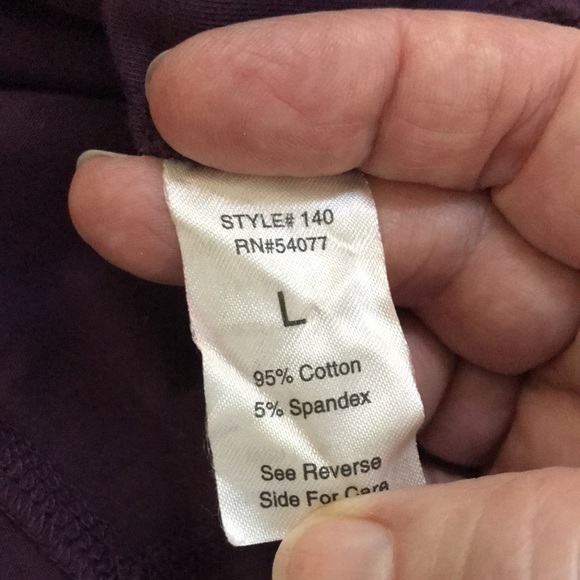 STYLE# 140
RN#54077
L
95% Cotton
5% Spandex
See Reverse
Side For Care